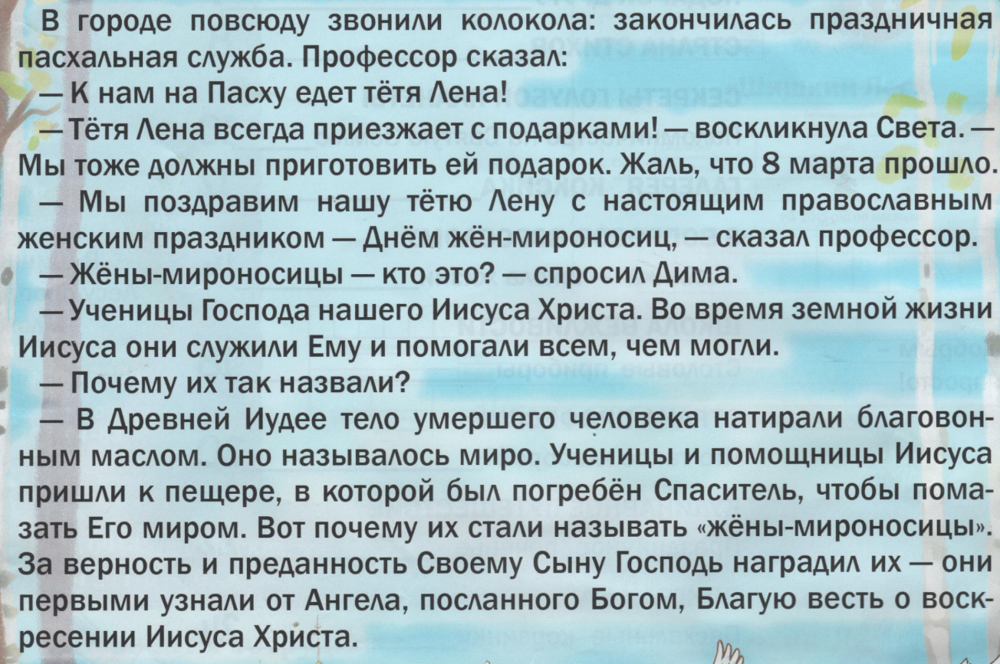 В городе повсюду звонили колокола: закончилась праздничная
пасхальная служба. Профессор сказал:
— К нам на Пасху едет тётя Лена!
— Тётя Лена всегда приезжает с подарками! — воскликнула Света. —
Мы тоже должны приготовить ей подарок. Жаль, что 8 марта прошло.
— Мы поздравим нашу тётю Лену с настоящим православным
женским праздником — Днём жён-мироносиц, — сказал профессор.
— Жёны-мироносицы — кто это? — спросил Дима.
— Ученицы Господа нашего Иисуса Христа. Во время земной жизни
Иисуса они служили Ему и помогали всем, чем могли.
— Почему их так назвали?
— В Древней Иудее тело умершего человека натирали благовон-
ным маслом. Оно называлось миро. Ученицы и помощницы Иисуса
пришли к пещере, в которой был погребён Спаситель, чтобы пома-
зать Его миром. Вот почему их стали называть «жёны-мироносицы».
За верность и преданность Своему Сыну Господь наградил их — они
первыми узнали от Ангела, посланного Богом, Благую весть о воск-
ресении Иисуса Христа.